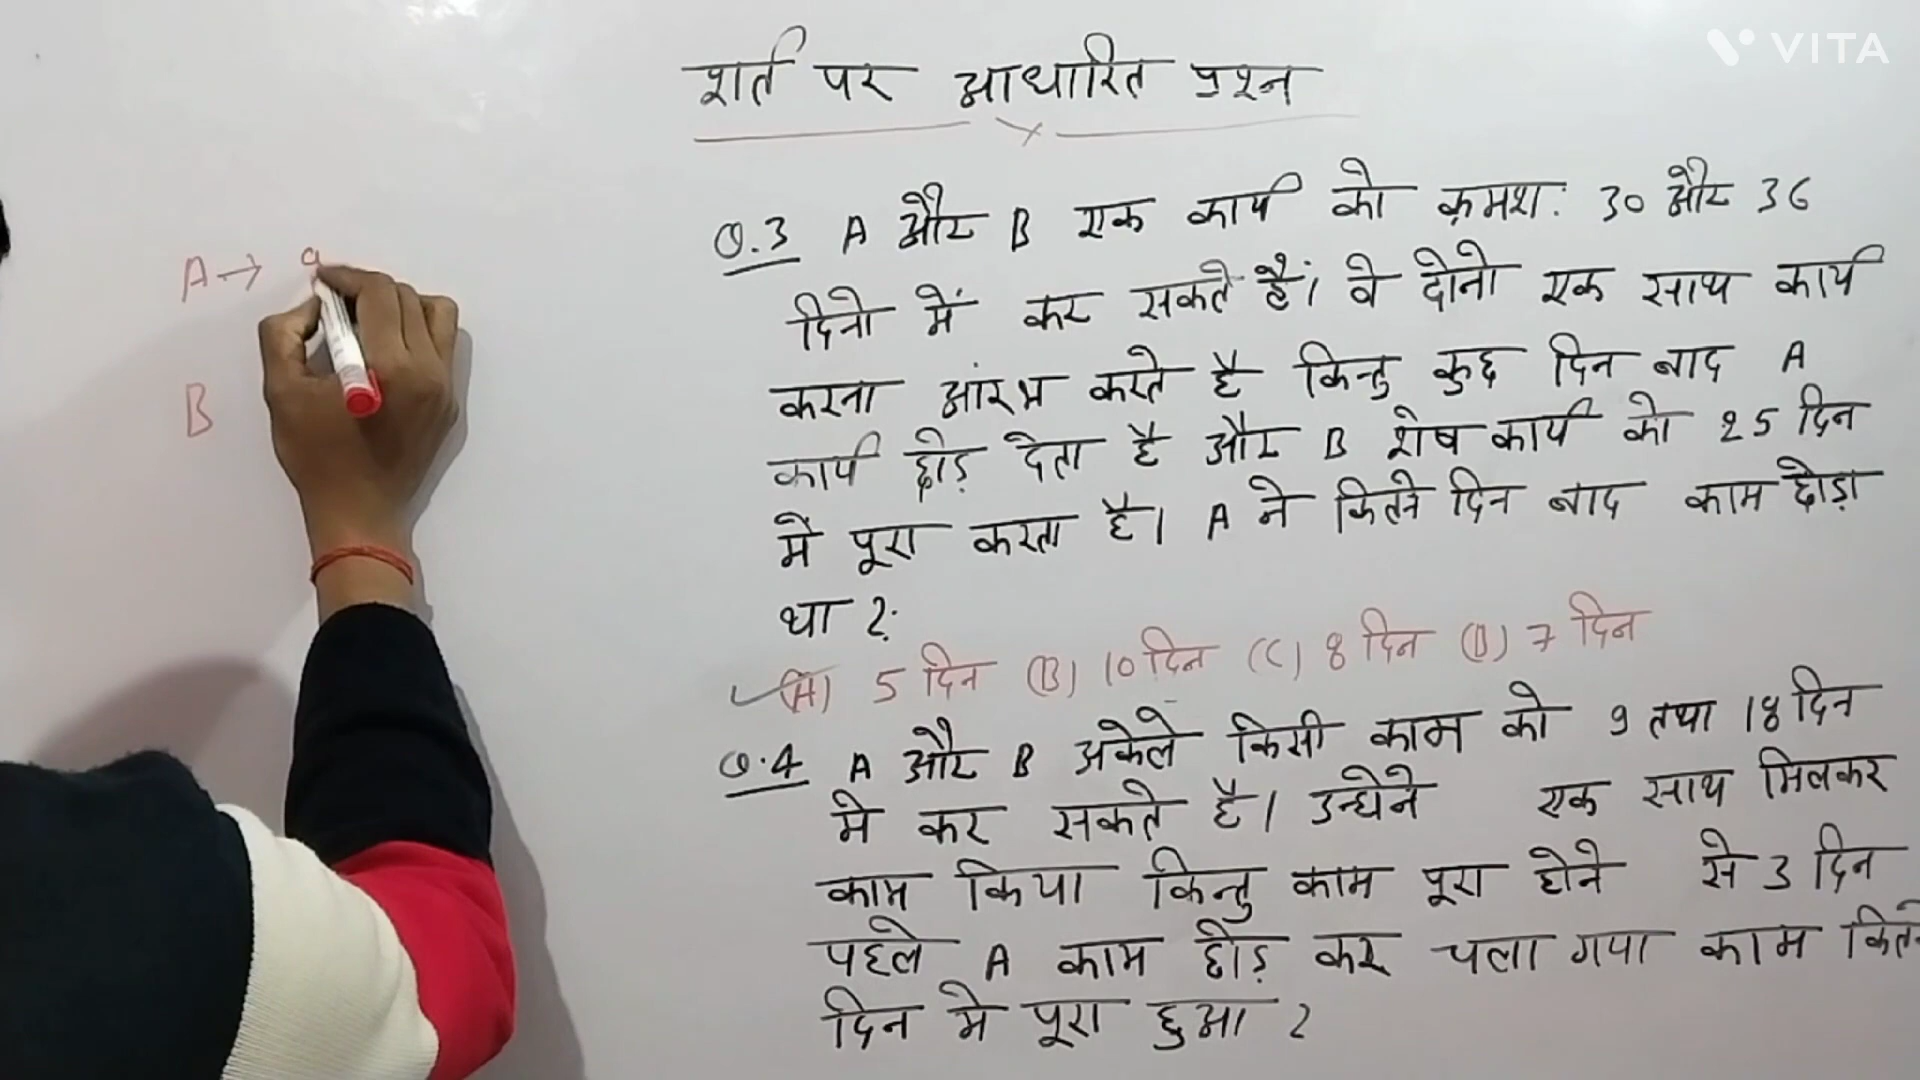 VITA
शर्त पर आधारित प्रश्न
Q.3 A और B एक कार्य को क्रमश: 30 और 36
दिनो में कर सकते हैं। वे दोनो एक साथ कार्य
करना आंरभ करते है किन्तु कुछ दिन बाद A
कार्य छोड़ देता है और B शेष कार्य को 25 दिन
में पूरा करता है। A ने कितने दिन बाद काम छोड़ा
था ?
(A) 5 दिन (B) 10 दिन (C) 8 दिन (D) 7 दिन
Q.4 A और B अकेले किसी काम को 9 तथा 18 दिन
मे कर सकते है। उन्होने एक साथ मिलकर
काम किया किन्तु काम पूरा होने से 3 दिन
पहले A काम छोड़ कर चला गया काम
दिन मे पूरा हुआ ?
A → 9
B